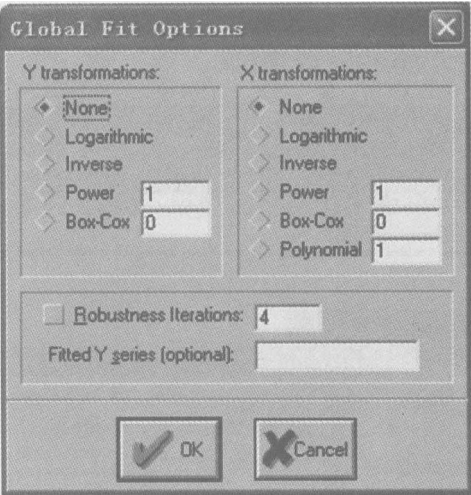 Global Fit Options
Y transformations:
None
Logarithmic
Inverse
Power 1
Box-Cox 0
X transformations:
None
Logarithmic
Inverse
Power 1
Box-Cox 0
Polynomial 1
Robustness Iterations: 4
Fitted Y series (optional):
OK
Cancel